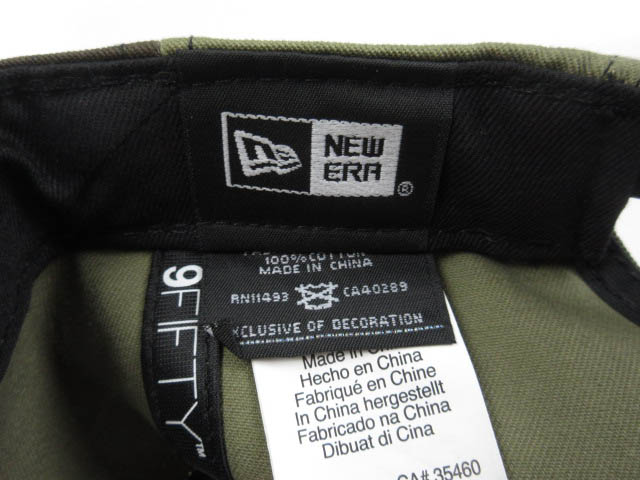 NEW
ERA
®
100% COTTON
MADE IN CHINA
RN11493 CA40289
XCLUSIVE OF DECORATION
9FIFTY™
Made in China
Hecho en China
Fabriqué en Chine
In China hergestellt
Fabricado na China
Dibuat di Cina
CA# 35460